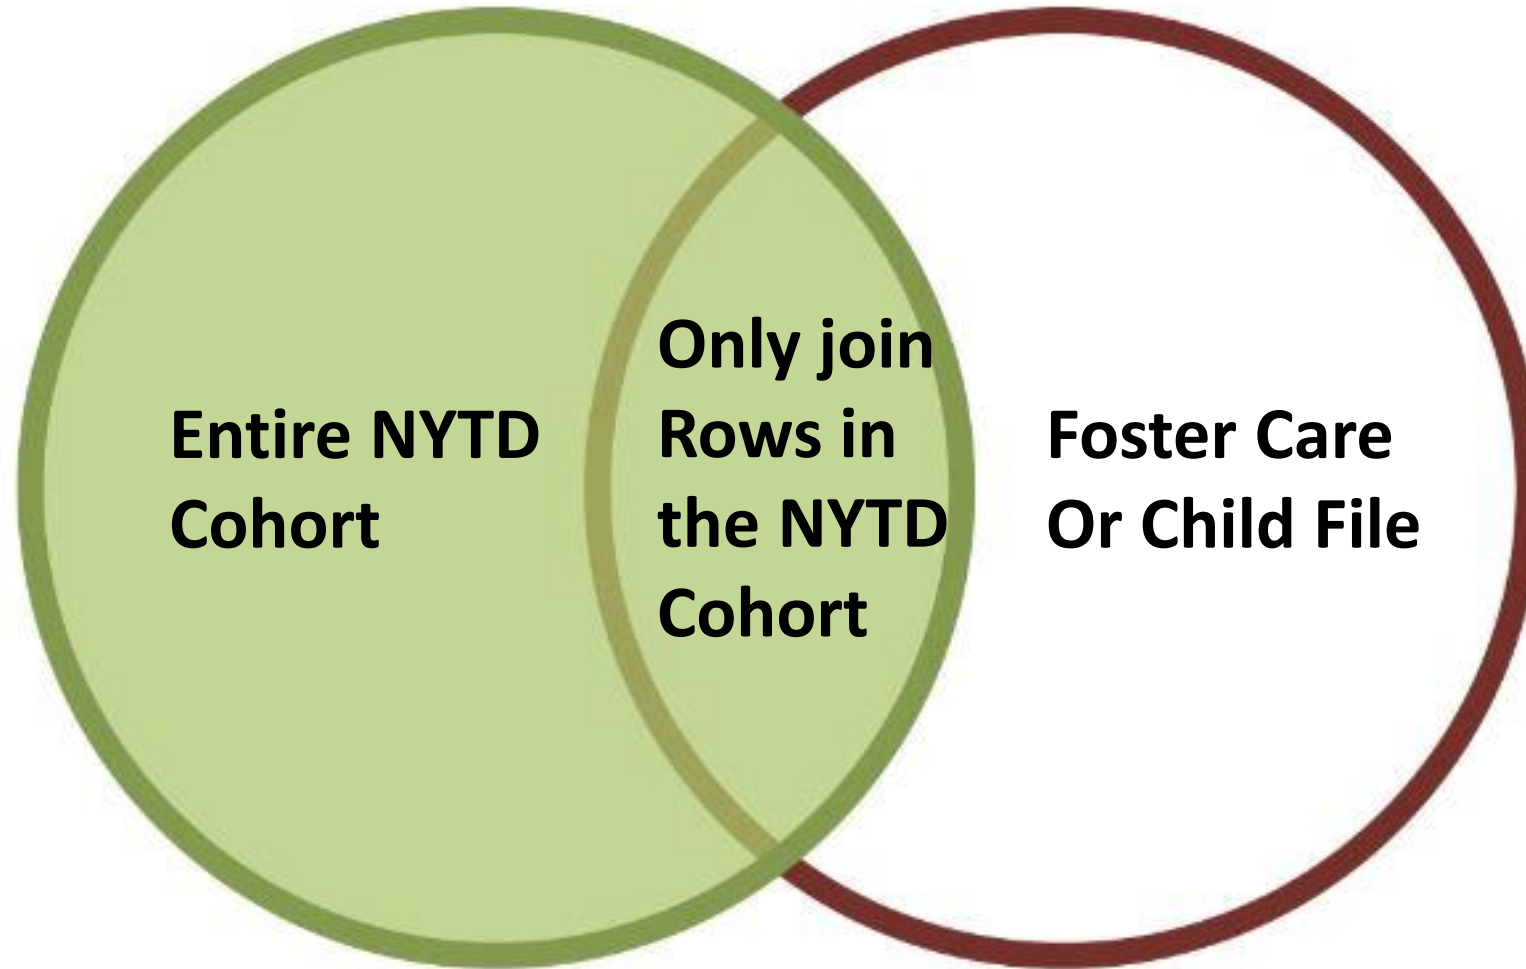 Entire NYTD
Cohort
Only join
Rows in
the NYTD
Cohort
Foster Care
Or Child File